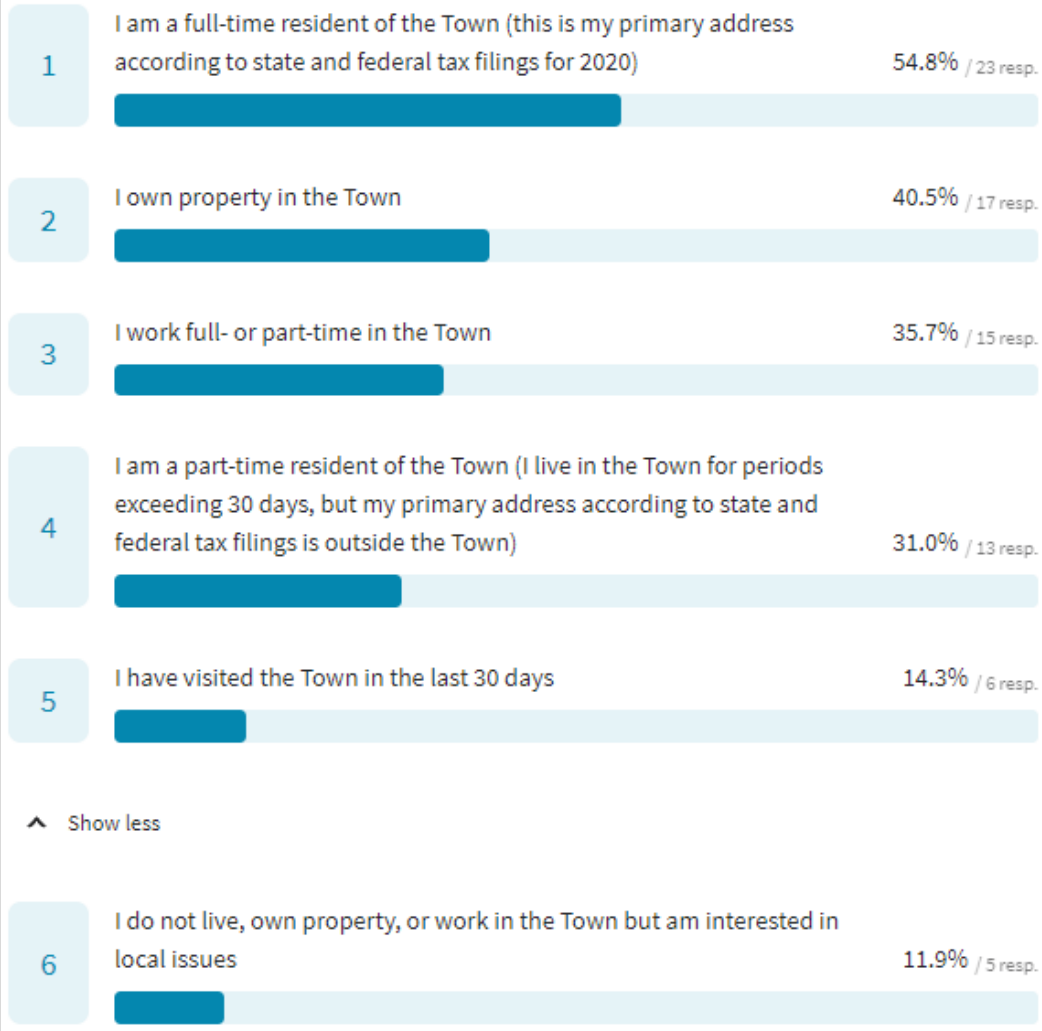 1
I am a full-time resident of the Town (this is my primary address
according to state and federal tax filings for 2020)
54.8% / 23 resp.
2
I own property in the Town
40.5% / 17 resp.
3
I work full- or part-time in the Town
35.7% / 15 resp.
4
I am a part-time resident of the Town (I live in the Town for periods
exceeding 30 days, but my primary address according to state and
federal tax filings is outside the Town)
31.0% / 13 resp.
5
I have visited the Town in the last 30 days
14.3% / 6 resp.
Show less
6
I do not live, own property, or work in the Town but am interested in
local issues
11.9% / 5 resp.